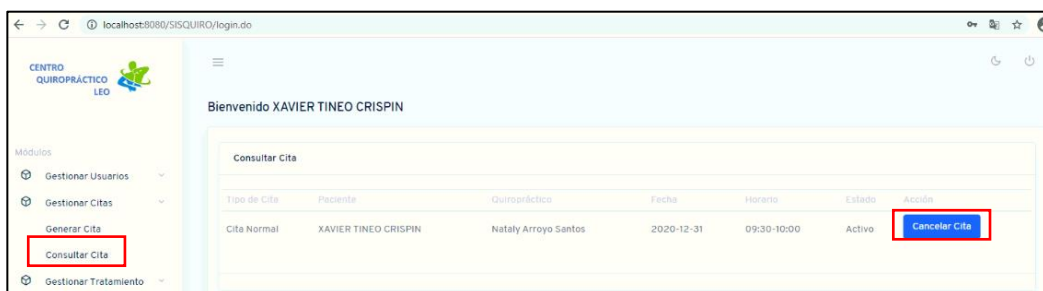 localhost:8080/SISQUIRO/login.do
CENTRO
QUIROPRÁCTICO
LEO
Bienvenido XAVIER TINEO CRISPIN
Módulos
Gestionar Usuarios
Gestionar Citas
Generar Cita
Consultar Cita
Gestionar Tratamiento
Consultar Cita
Tipo de Cita Paciente Quiropráctico Fecha Horario Estado Acción
Cita Normal XAVIER TINEO CRISPIN Nataly Arroyo Santos 2020-12-31 09:30-10:00 Activo Cancelar Cita